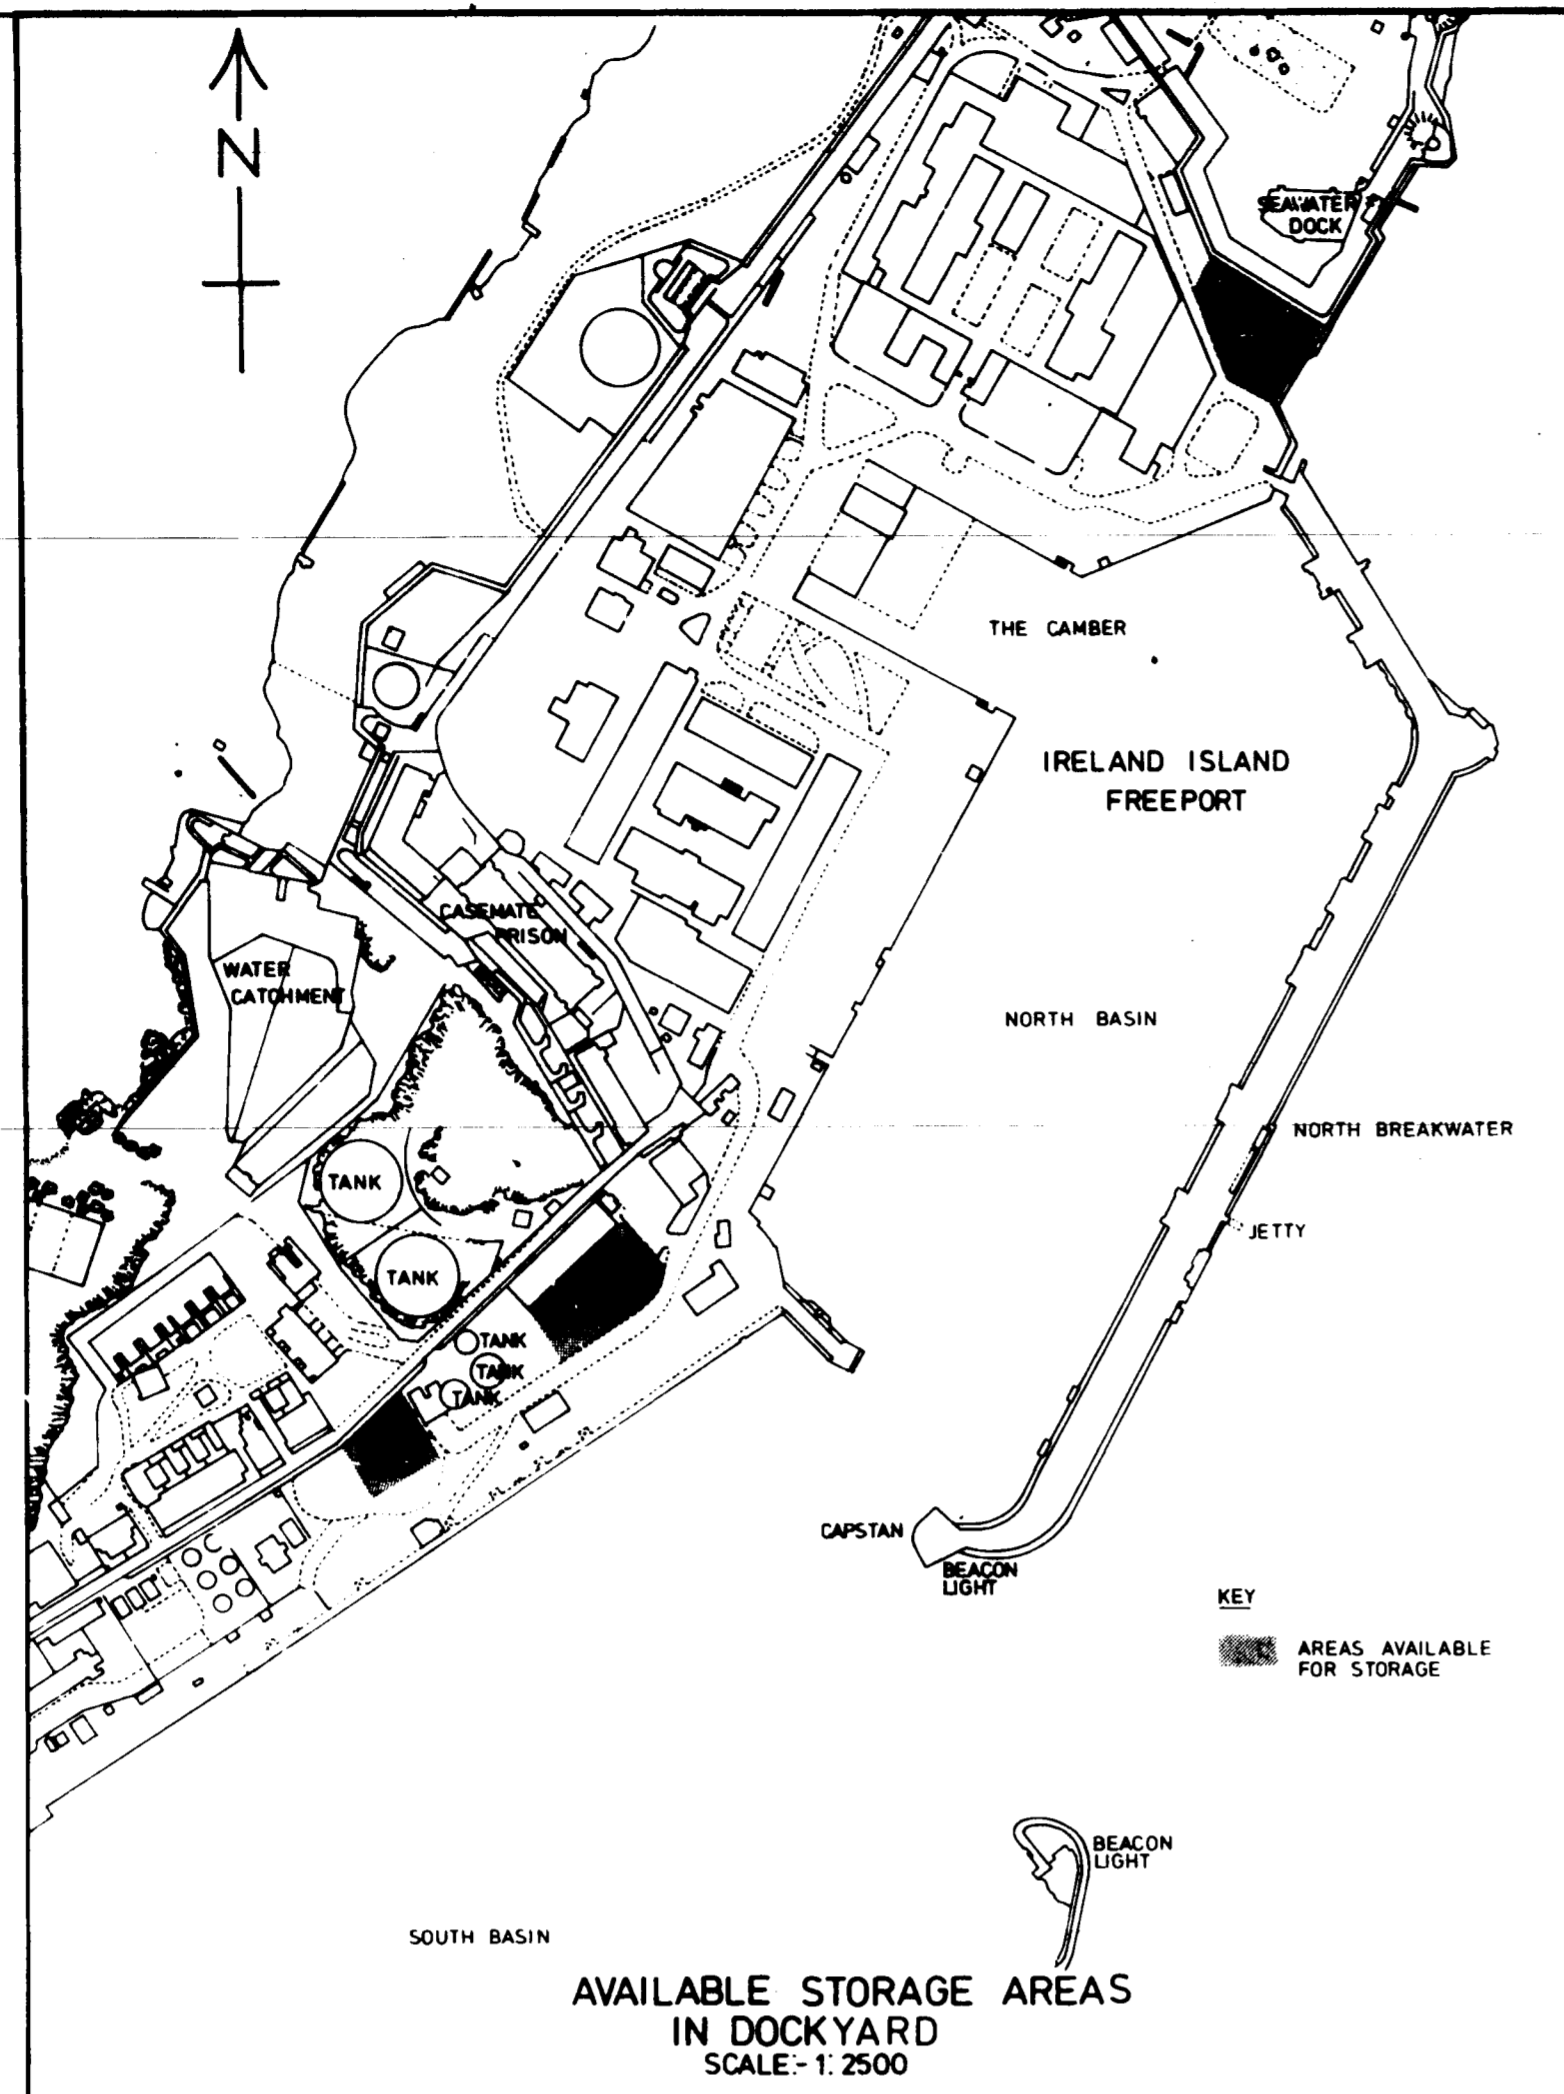 N
SEAWATER
DOCK
THE CAMBER
IRELAND ISLAND
FREEPORT
CASEMATE
PRISON
WATER
CATCHMENT
NORTH BASIN
NORTH BREAKWATER
TANK
JETTY
TANK
TANK
TANK
TANK
CAPSTAN
BEACON
LIGHT
KEY
AREAS AVAILABLE
FOR STORAGE
BEACON
LIGHT
SOUTH BASIN
AVAILABLE STORAGE AREAS
IN DOCKYARD
SCALE:- 1:2500